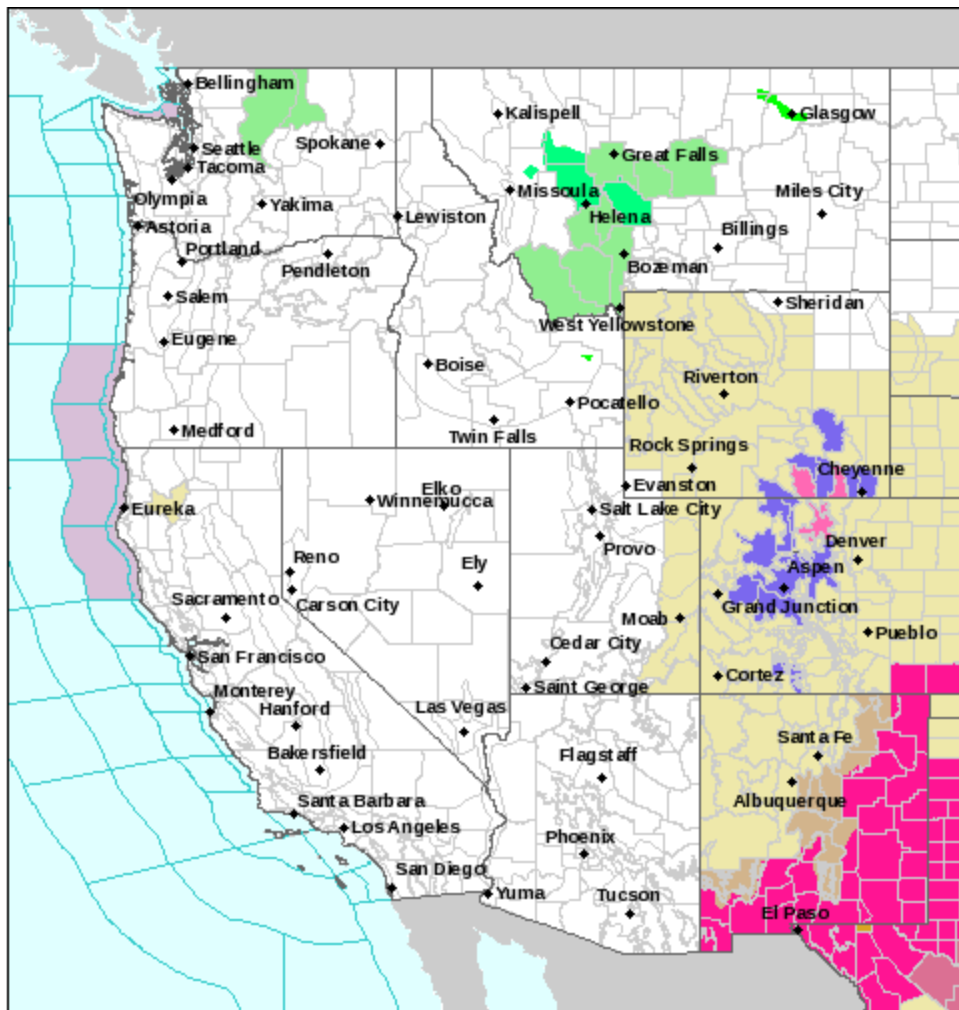 Bellingham
Kalispell
Glasgow
Seattle
Spokane
Great Falls
Tacoma
Missoula
Miles City
Olympia
Yakima
Lewiston
Helena
Astoria
Portland
Billings
Pendleton
Bozeman
Salem
Sheridan
West Yellowstone
Eugene
Boise
Riverton
Pocatello
Medford
Twin Falls
Rock Springs
Cheyenne
Elko
Evanston
Winnemucca
Eureka
Salt Lake City
Denver
Provo
Reno
Ely
Aspen
Sacramento
Carson City
Grand Junction
Moab
Pueblo
Cedar City
San Francisco
Cortez
Saint George
Monterey
Hanford
Las Vegas
Santa Fe
Bakersfield
Flagstaff
Albuquerque
Santa Barbara
Los Angeles
Phoenix
San Diego
Yuma
Tucson
El Paso